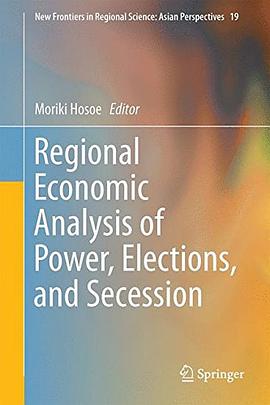 New Frontiers in Regional Science: Asian Perspectives 19
Moriki Hosoe Editor
Regional
Economic
Analysis of
Power, Elections,
and Secession
Springer